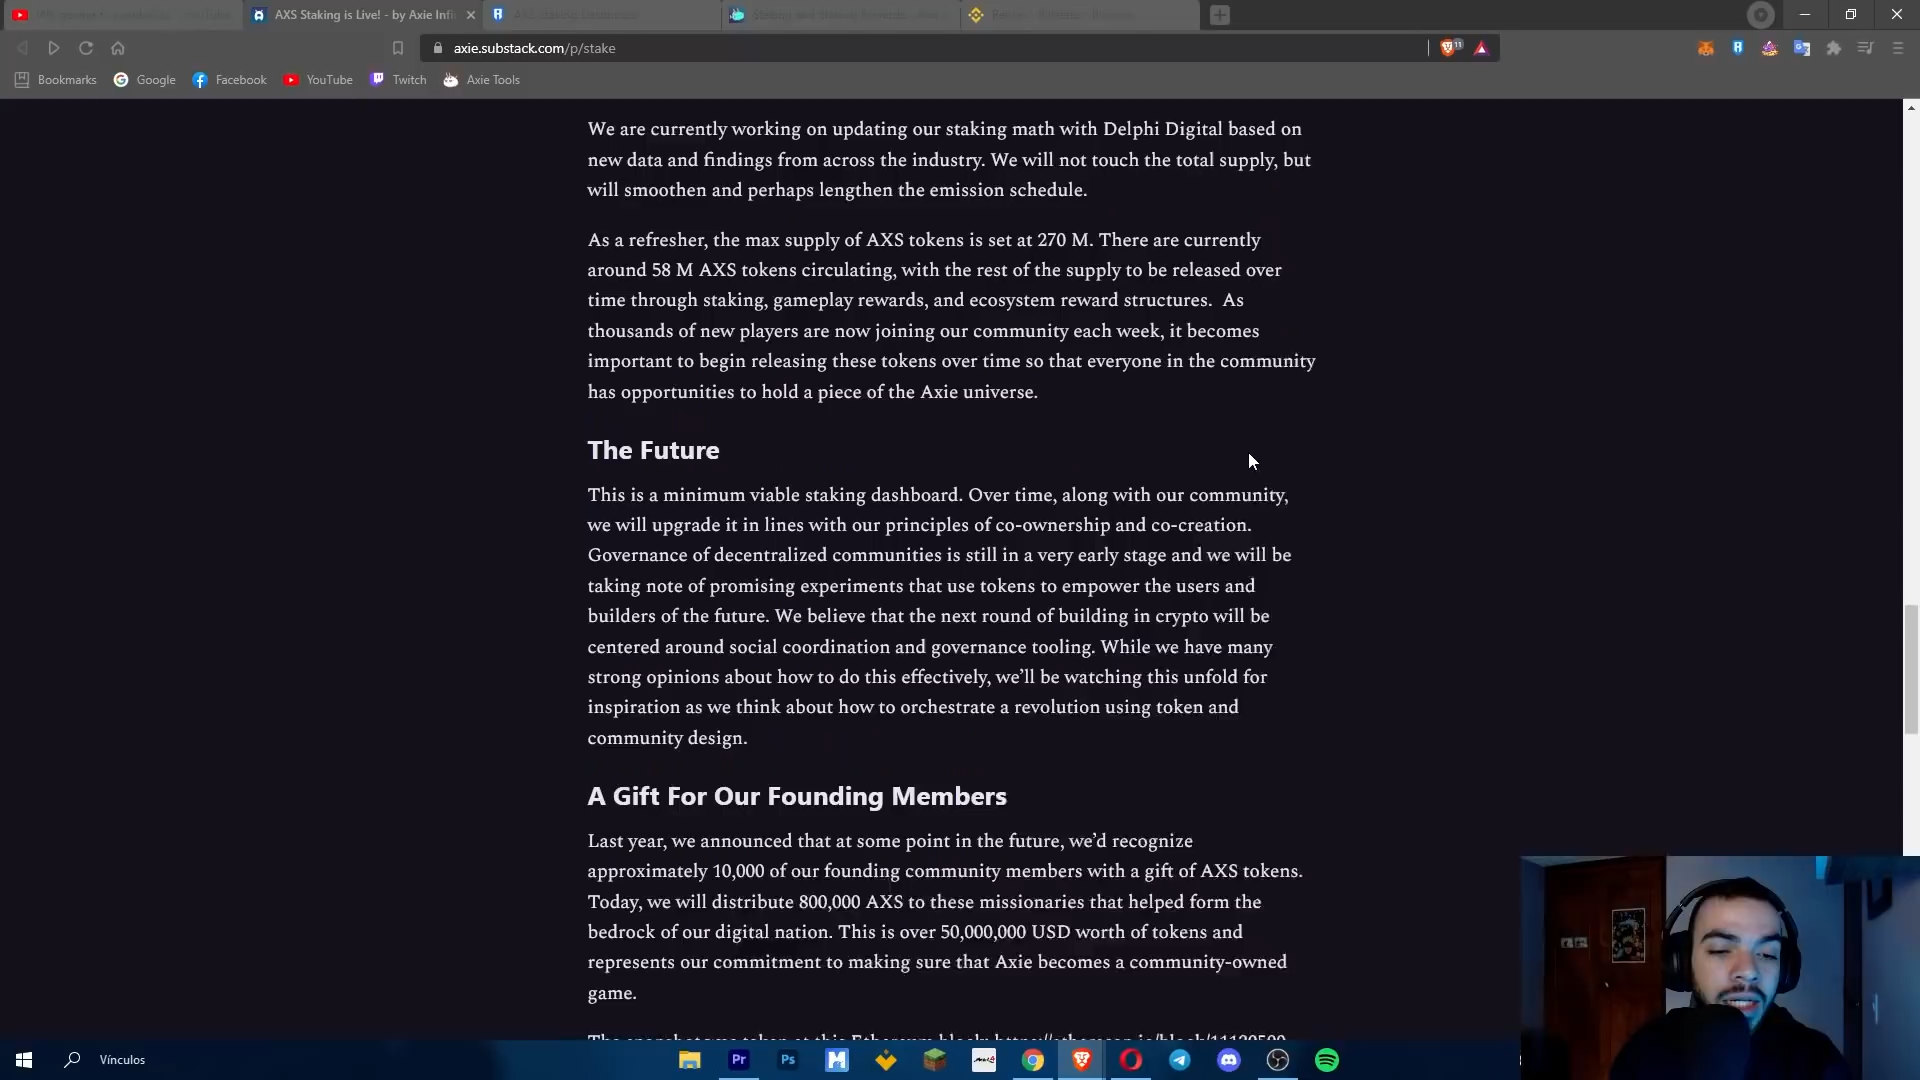 AXS Staking is Live! - by Axie Infi
axie.substack.com/p/stake
11
Bookmarks
Google
Facebook
YouTube
Twitch
Axie Tools
We are currently working on updating our staking math with Delphi Digital based on
new data and findings from across the industry. We will not touch the total supply, but
will smoothen and perhaps lengthen the emission schedule.
As a refresher, the max supply of AXS tokens is set at 270 M. There are currently
around 58 M AXS tokens circulating, with the rest of the supply to be released over
time through staking, gameplay rewards, and ecosystem reward structures.  As
thousands of new players are now joining our community each week, it becomes
important to begin releasing these tokens over time so that everyone in the community
has opportunities to hold a piece of the Axie universe.
The Future
This is a minimum viable staking dashboard. Over time, along with our community,
we will upgrade it in lines with our principles of co-ownership and co-creation.
Governance of decentralized communities is still in a very early stage and we will be
taking note of promising experiments that use tokens to empower the users and
builders of the future. We believe that the next round of building in crypto will be
centered around social coordination and governance tooling. While we have many
strong opinions about how to do this effectively, we’ll be watching this unfold for
inspiration as we think about how to orchestrate a revolution using token and
community design.
A Gift For Our Founding Members
Last year, we announced that at some point in the future, we’d recognize
approximately 10,000 of our founding community members with a gift of AXS tokens.
Today, we will distribute 800,000 AXS to these missionaries that helped form the
bedrock of our digital nation. This is over 50,000,000 USD worth of tokens and
represents our commitment to making sure that Axie becomes a community-owned
game.
Vínculos
Pr
Ps